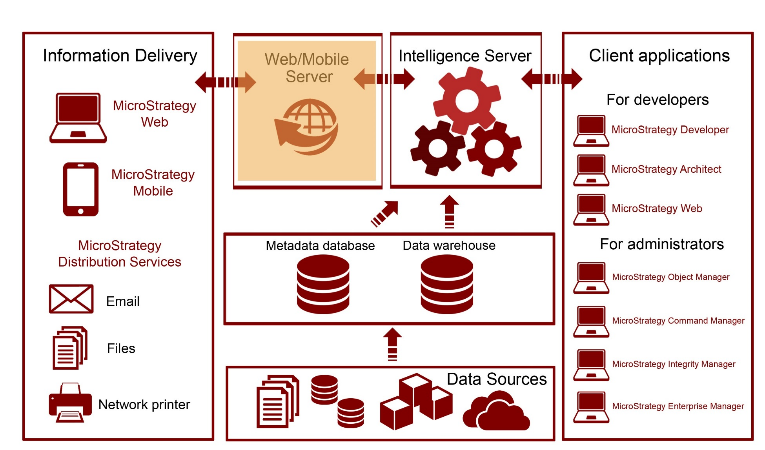 Information Delivery
MicroStrategy
Web
MicroStrategy
Mobile
MicroStrategy
Distribution Services
Email
Files
Network printer
Web/Mobile
Server
Intelligence Server
Metadata database
Data warehouse
Data Sources
Client applications
For developers
MicroStrategy Developer
MicroStrategy Architect
MicroStrategy Web
For administrators
MicroStrategy Object Manager
MicroStrategy Command Manager
MicroStrategy Integrity Manager
MicroStrategy Enterprise Manager